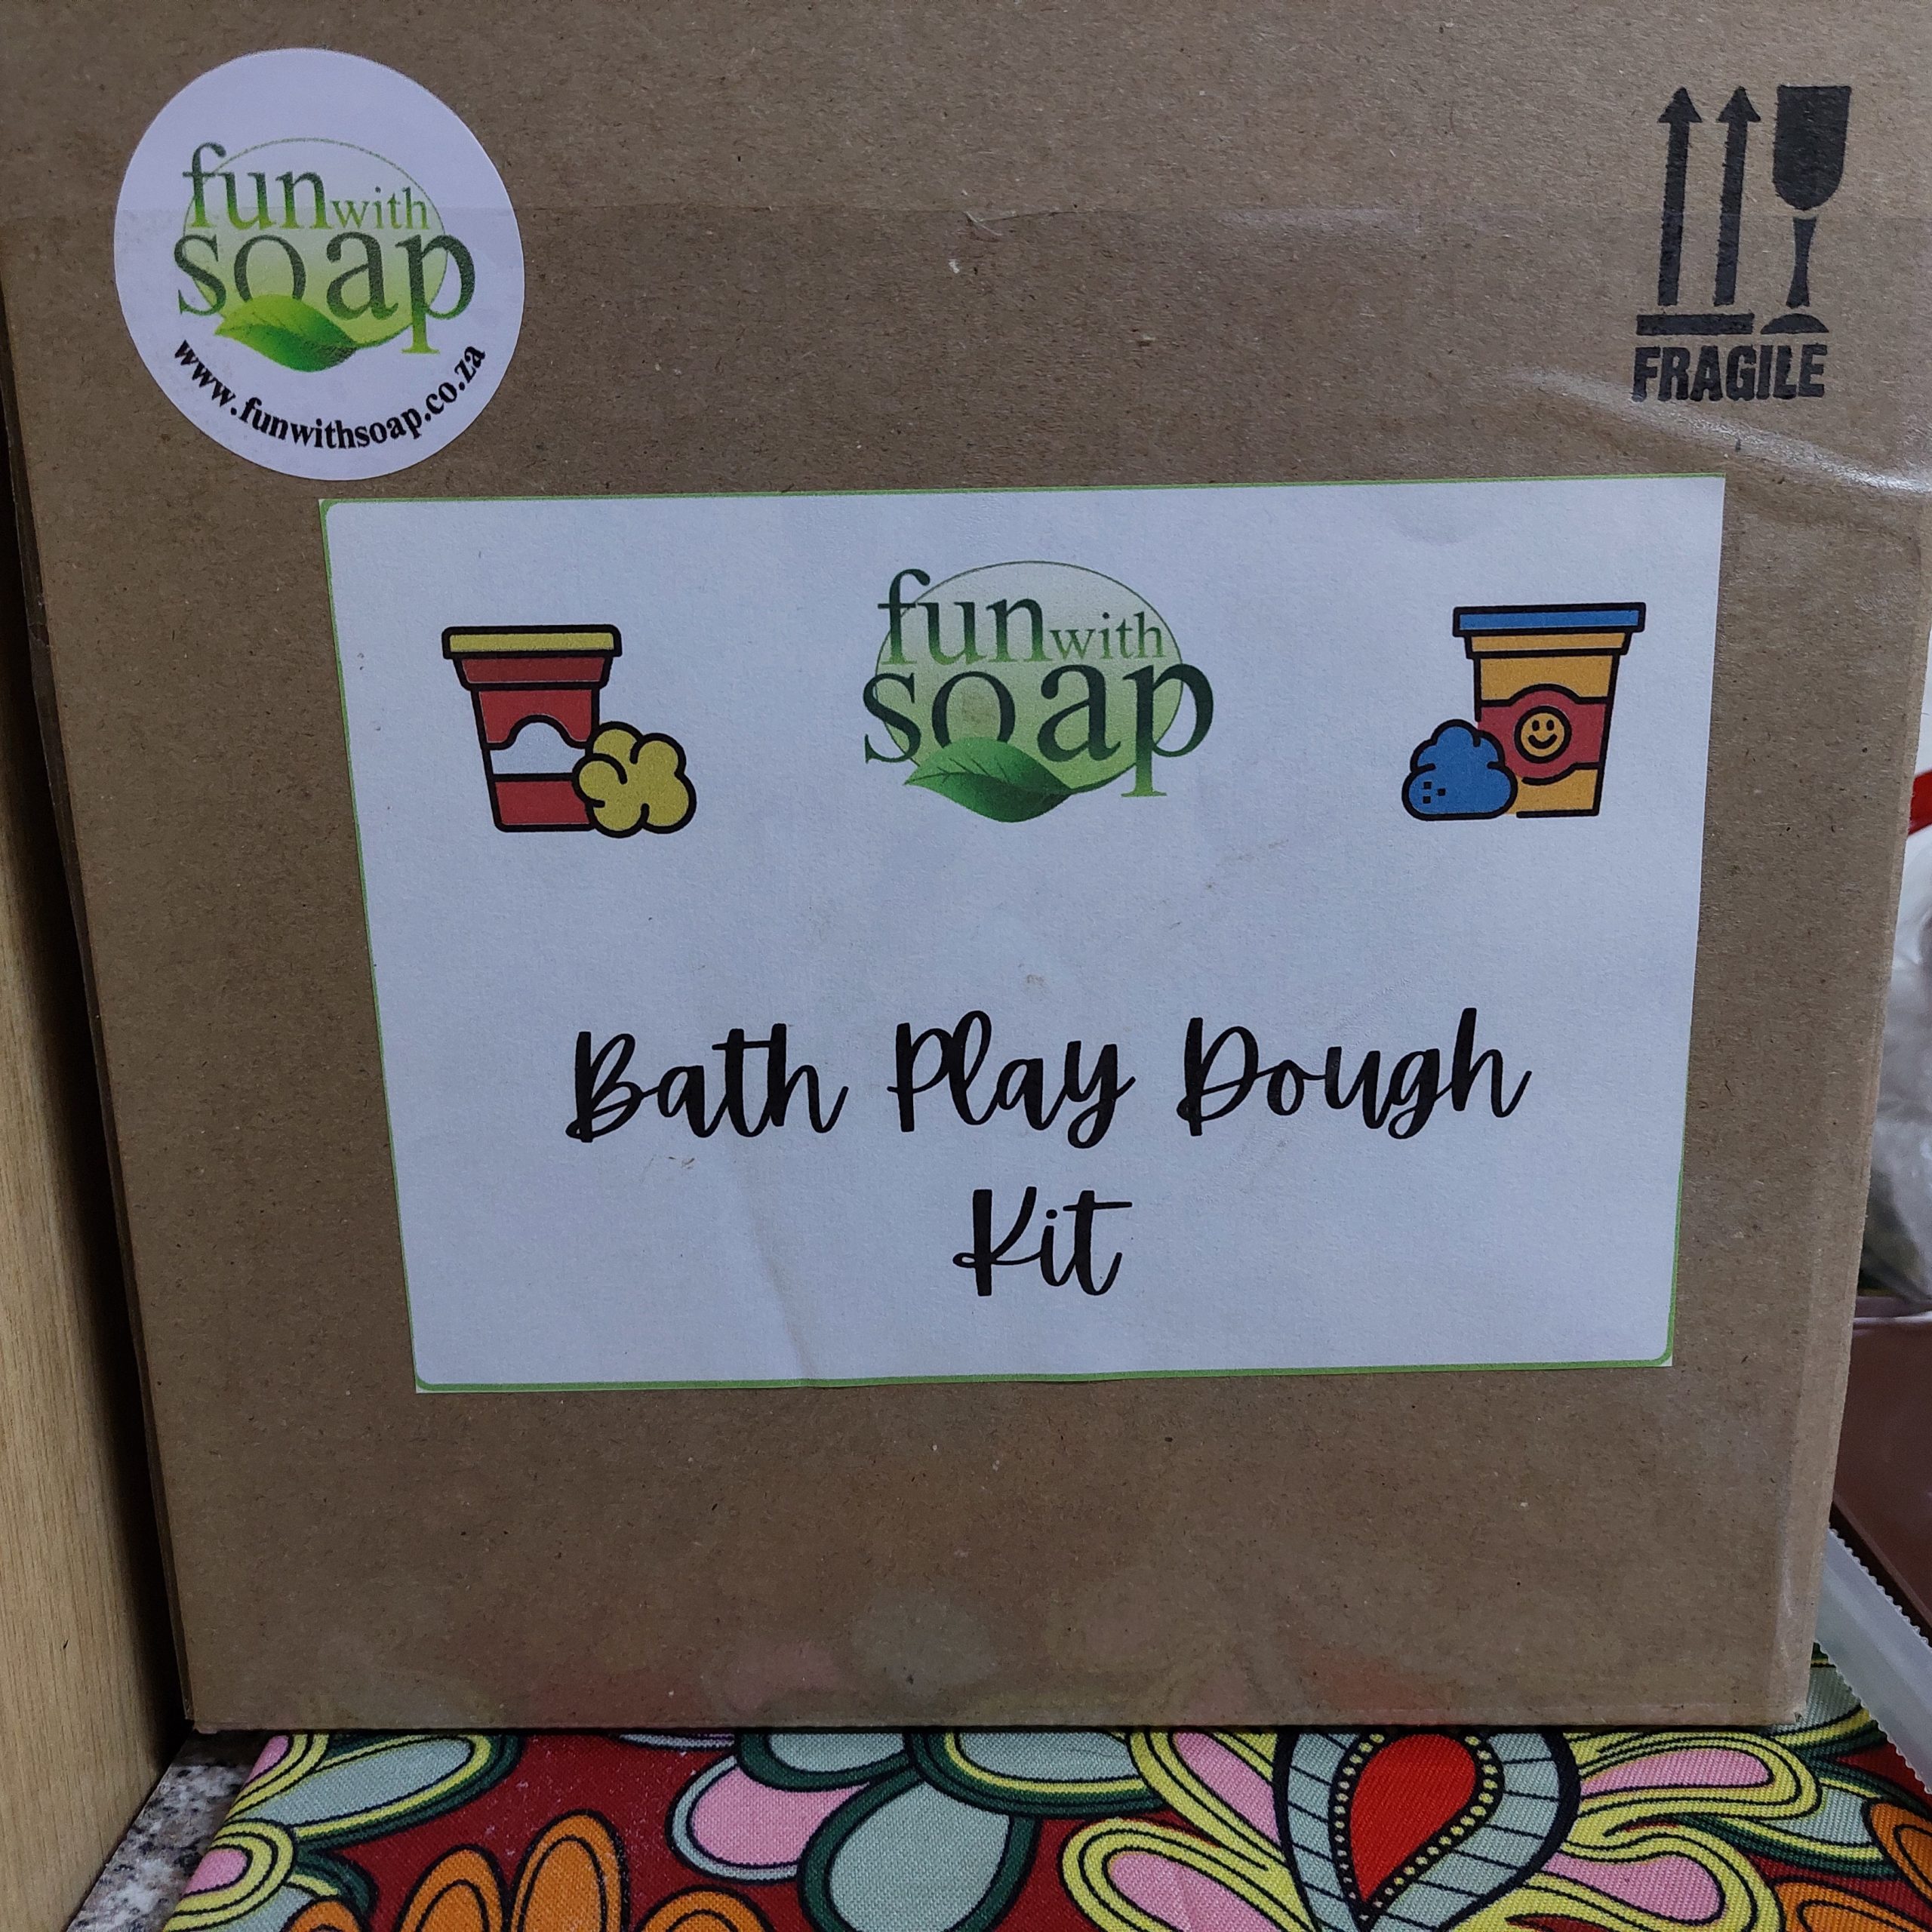 fun with
soap
www.funwithsoap.co.za
FRAGILE
fun with
soap
Bath Play Dough
Kit